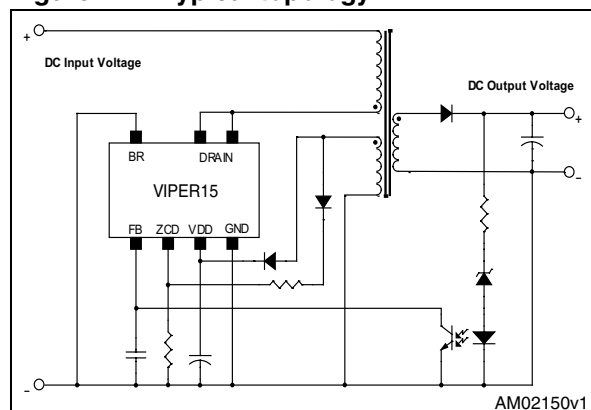 +
DC Input Voltage
DC Output Voltage
+
BR DRAIN
VIPER15
-
FB ZCD VDD GND
-
AM02150v1